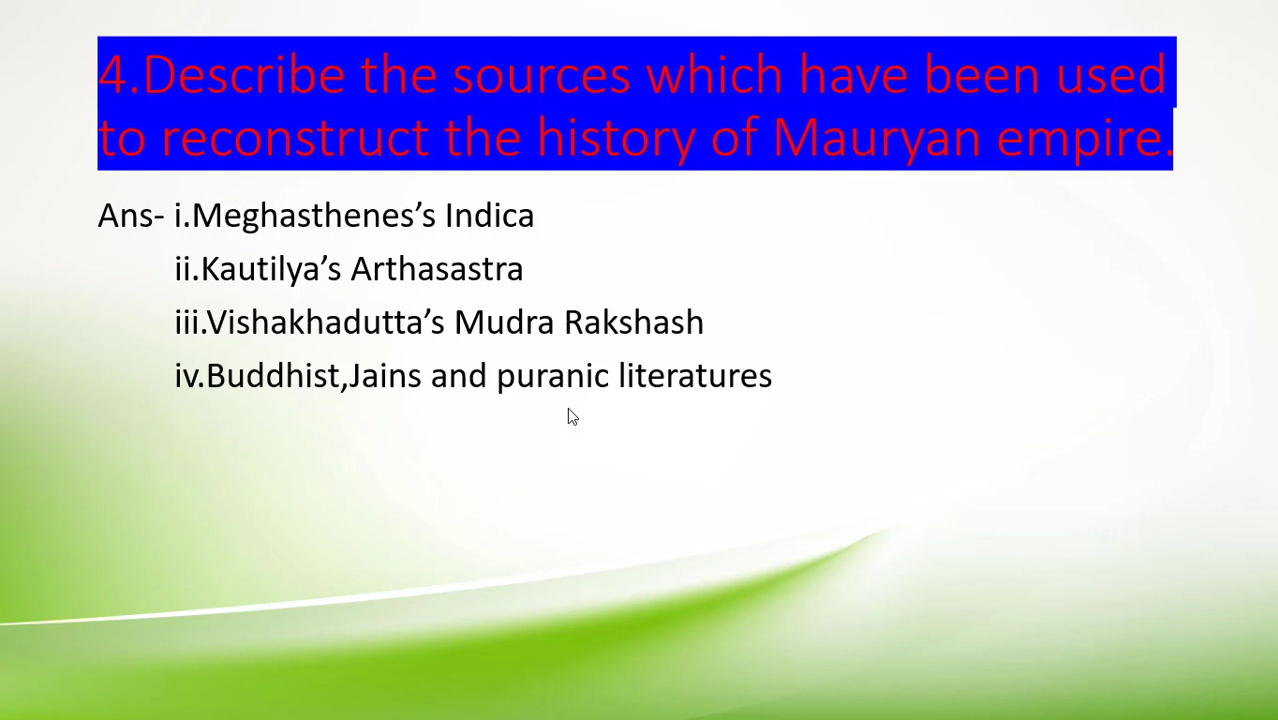 4.Describe the sources which have been used
to reconstruct the history of Mauryan empire.
Ans- i.Meghasthenes’s Indica
ii.Kautilya’s Arthasastra
iii.Vishakhadutta’s Mudra Rakshash
iv.Buddhist,Jains and puranic literatures